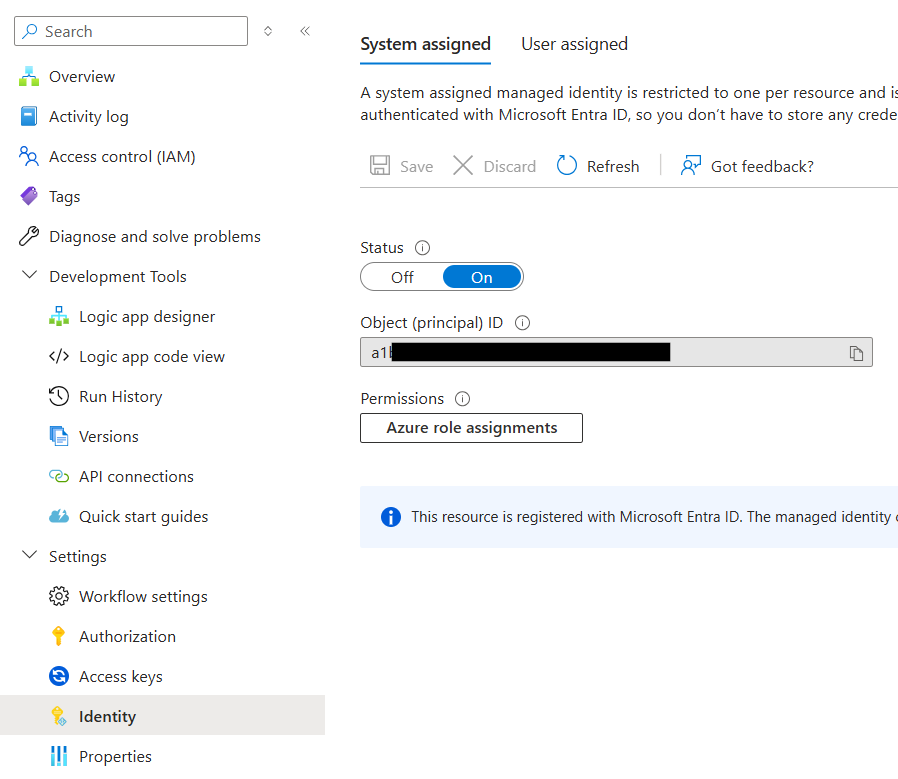 Search
Overview
Activity log
Access control (IAM)
Tags
Diagnose and solve problems
Development Tools
Logic app designer
Logic app code view
Run History
Versions
API connections
Quick start guides
Settings
Workflow settings
Authorization
Access keys
Identity
Properties
System assigned User assigned
A system assigned managed identity is restricted to one per resource and is
authenticated with Microsoft Entra ID, so you don't have to store any crede
Save Discard Refresh Got feedback?
Status
Off On
Object (principal) ID
a1
Permissions
Azure role assignments
This resource is registered with Microsoft Entra ID. The managed identity